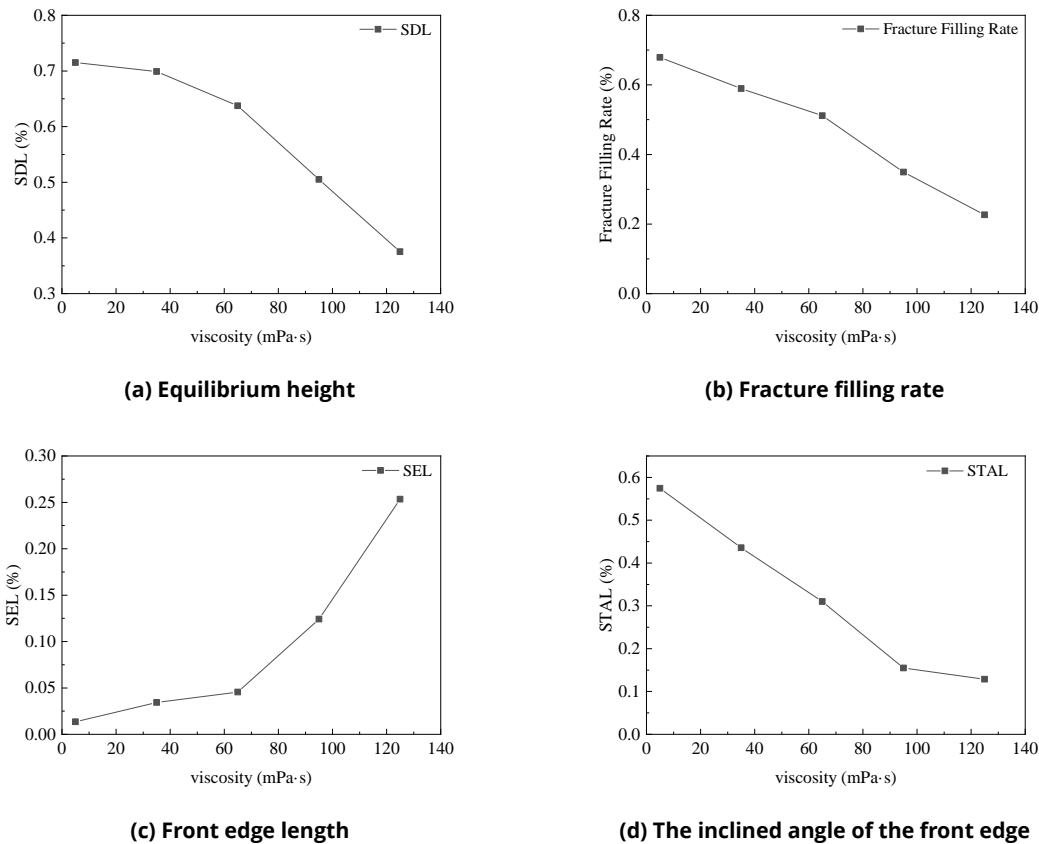 SDL
0.8
0.7
0.6
0.5
0.4
0.3
SDL (%)
0 20 40 60 80 100 120 140
viscosity (mPa·s)
(a) Equilibrium height
Fracture Filling Rate
0.8
0.6
0.4
0.2
0.0
Fracture Filling Rate (%)
0 20 40 60 80 100 120 140
viscosity (mPa·s)
(b) Fracture filling rate
SEL
0.30
0.25
0.20
0.15
0.10
0.05
0.00
SEL (%)
0 20 40 60 80 100 120 140
viscosity (mPa·s)
(c) Front edge length
STAL
0.6
0.5
0.4
0.3
0.2
0.1
0.0
STAL (%)
0 20 40 60 80 100 120 140
viscosity (mPa·s)
(d) The inclined angle of the front edge